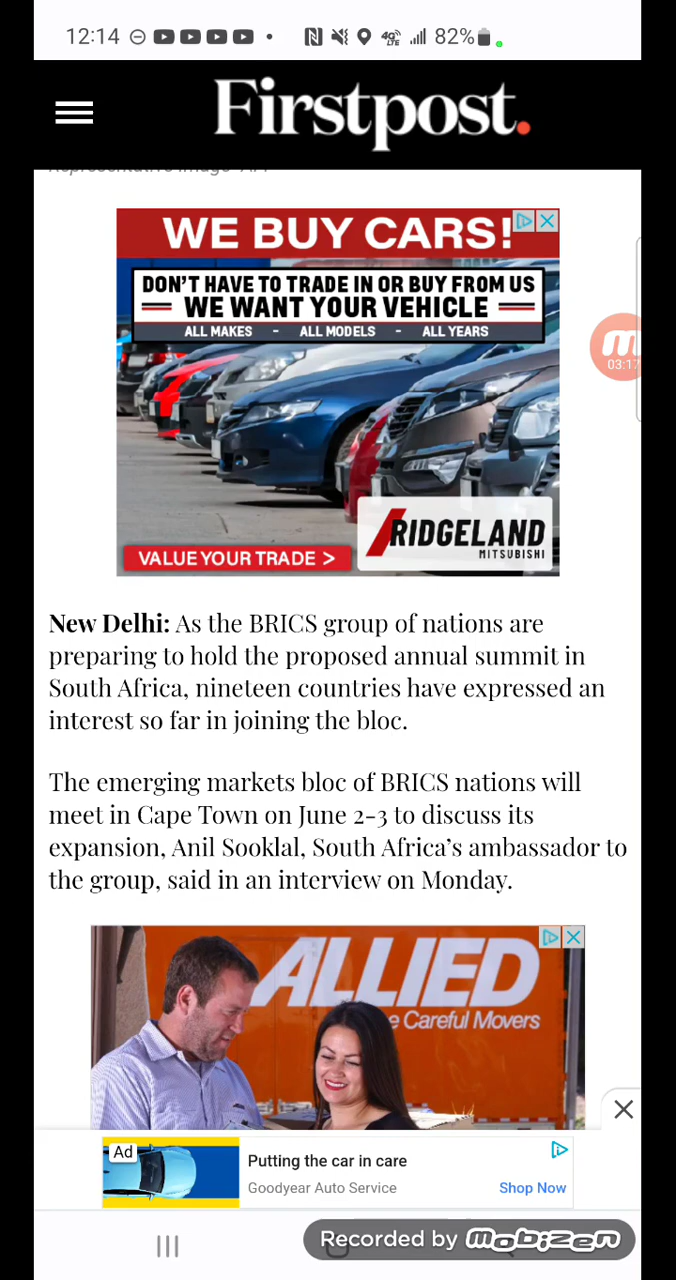 12:14
4G
LTE
82%
Firstpost.
WE BUY CARS!
DON'T HAVE TO TRADE IN OR BUY FROM US
WE WANT YOUR VEHICLE
ALL MAKES - ALL MODELS - ALL YEARS
03:17
RIDGELAND
MITSUBISHI
VALUE YOUR TRADE >
New Delhi: As the BRICS group of nations are
preparing to hold the proposed annual summit in
South Africa, nineteen countries have expressed an
interest so far in joining the bloc.
The emerging markets bloc of BRICS nations will
meet in Cape Town on June 2-3 to discuss its
expansion, Anil Sooklal, South Africa's ambassador to
the group, said in an interview on Monday.
ALLIED
e Careful Movers
Ad
Putting the car in care
Goodyear Auto Service
Shop Now
Recorded by mobizen